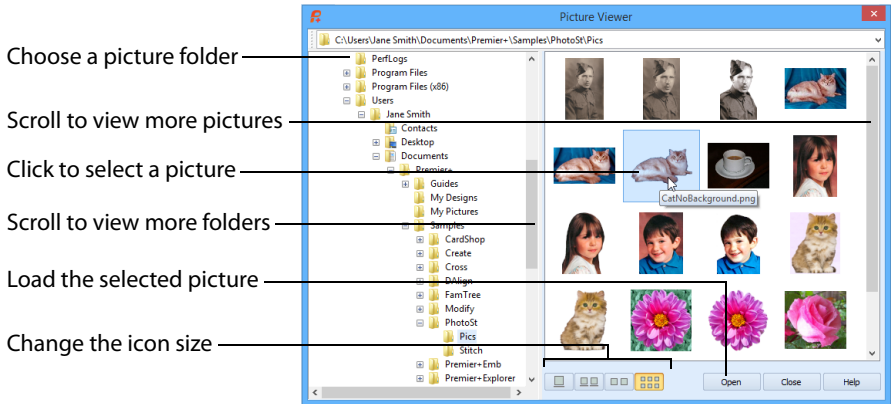 Picture Viewer
C:\Users\Jane Smith\Documents\Premier+\Samples\PhotoSt\Pics
Choose a picture folder
Scroll to view more pictures
Click to select a picture
Scroll to view more folders
Load the selected picture
Change the icon size
PerfLogs
Program Files
Program Files (x86)
Users
Jane Smith
Contacts
Desktop
Documents
Premier+
Guides
My Designs
My Pictures
Samples
CardShop
Create
Cross
DAlign
FamTree
Modify
PhotoSt
Pics
Stitch
Premier+Emb
Premier+Explorer
CatNoBackground.png
Open
Close
Help